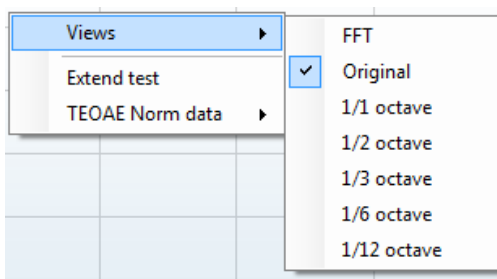 Views
Extend test
TEOAE Norm data
FFT
Original
1/1 octave
1/2 octave
1/3 octave
1/6 octave
1/12 octave